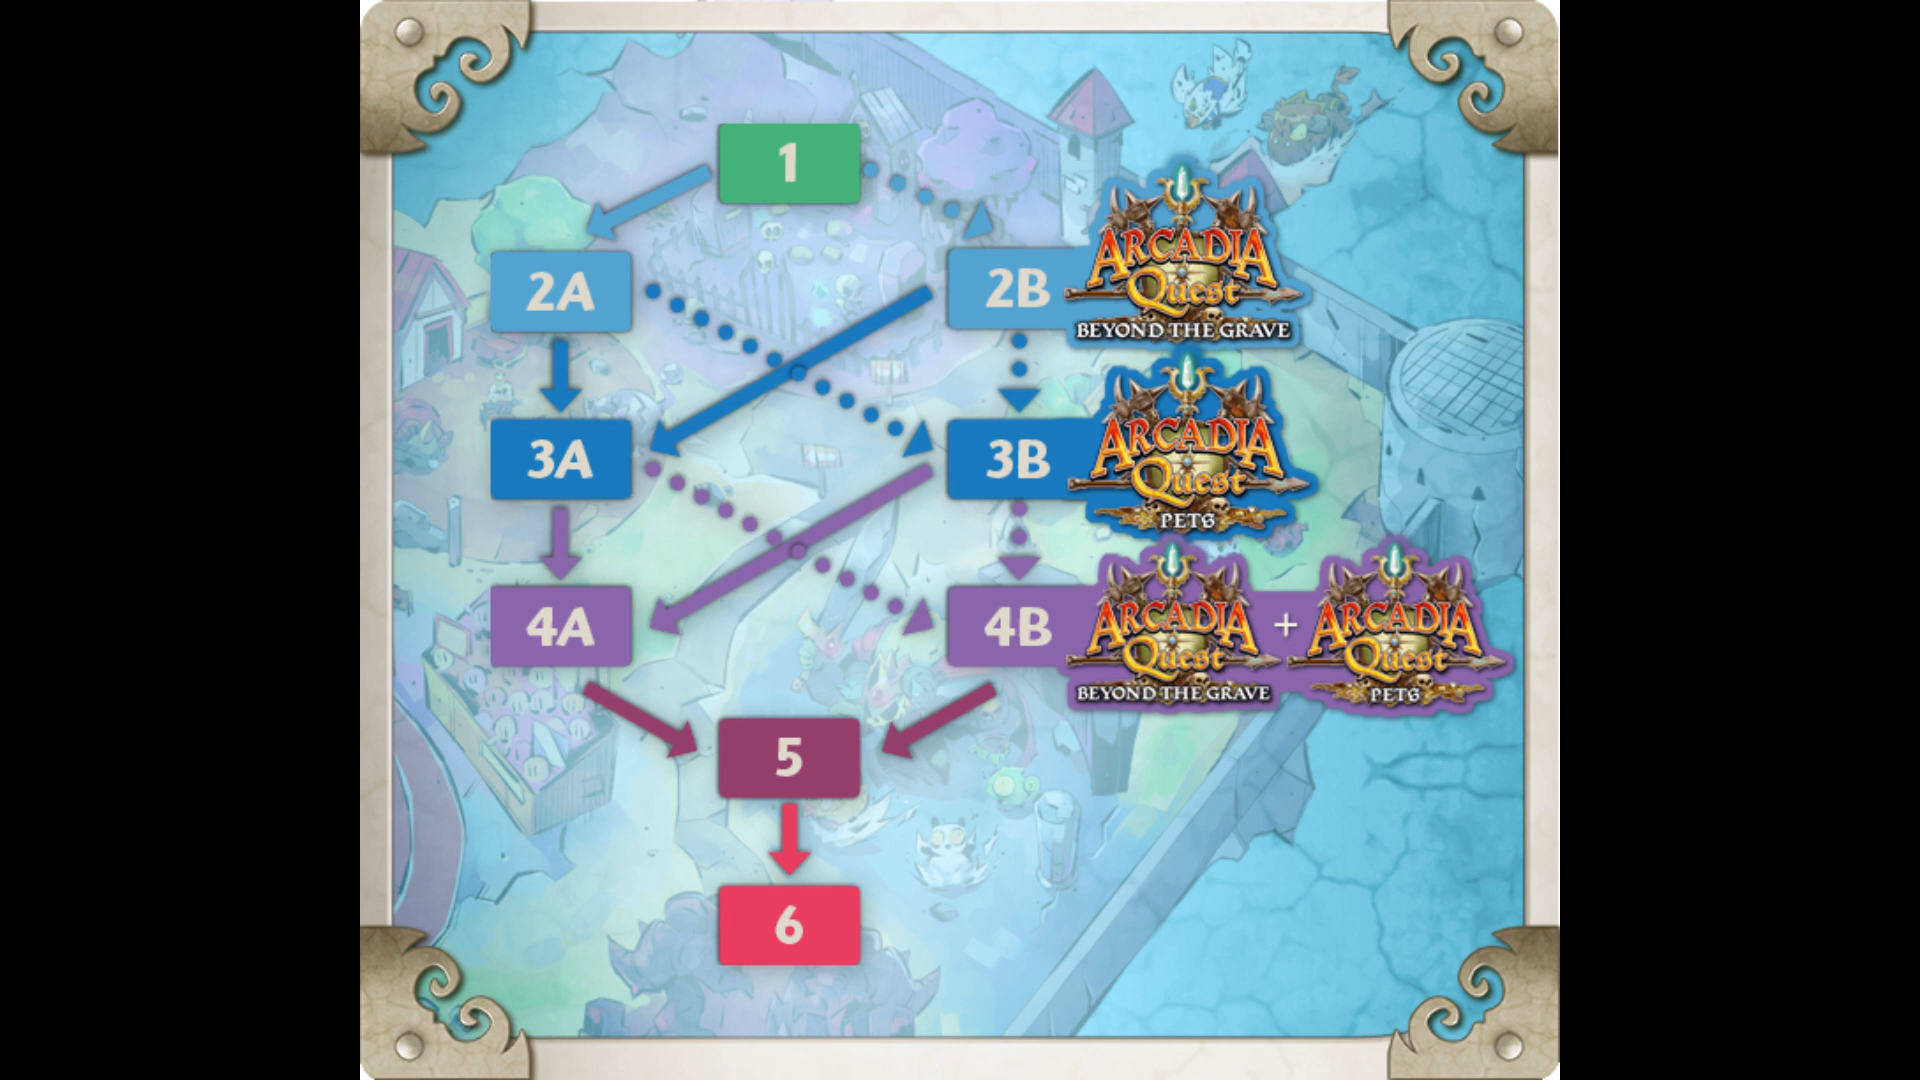 1
2A
2B
ARCADIA
Quest
BEYOND THE GRAVE
3A
3B
ARCADIA
Quest
PETS
4A
4B
ARCADIA
Quest
BEYOND THE GRAVE
+
ARCADIA
Quest
PETS
5
6